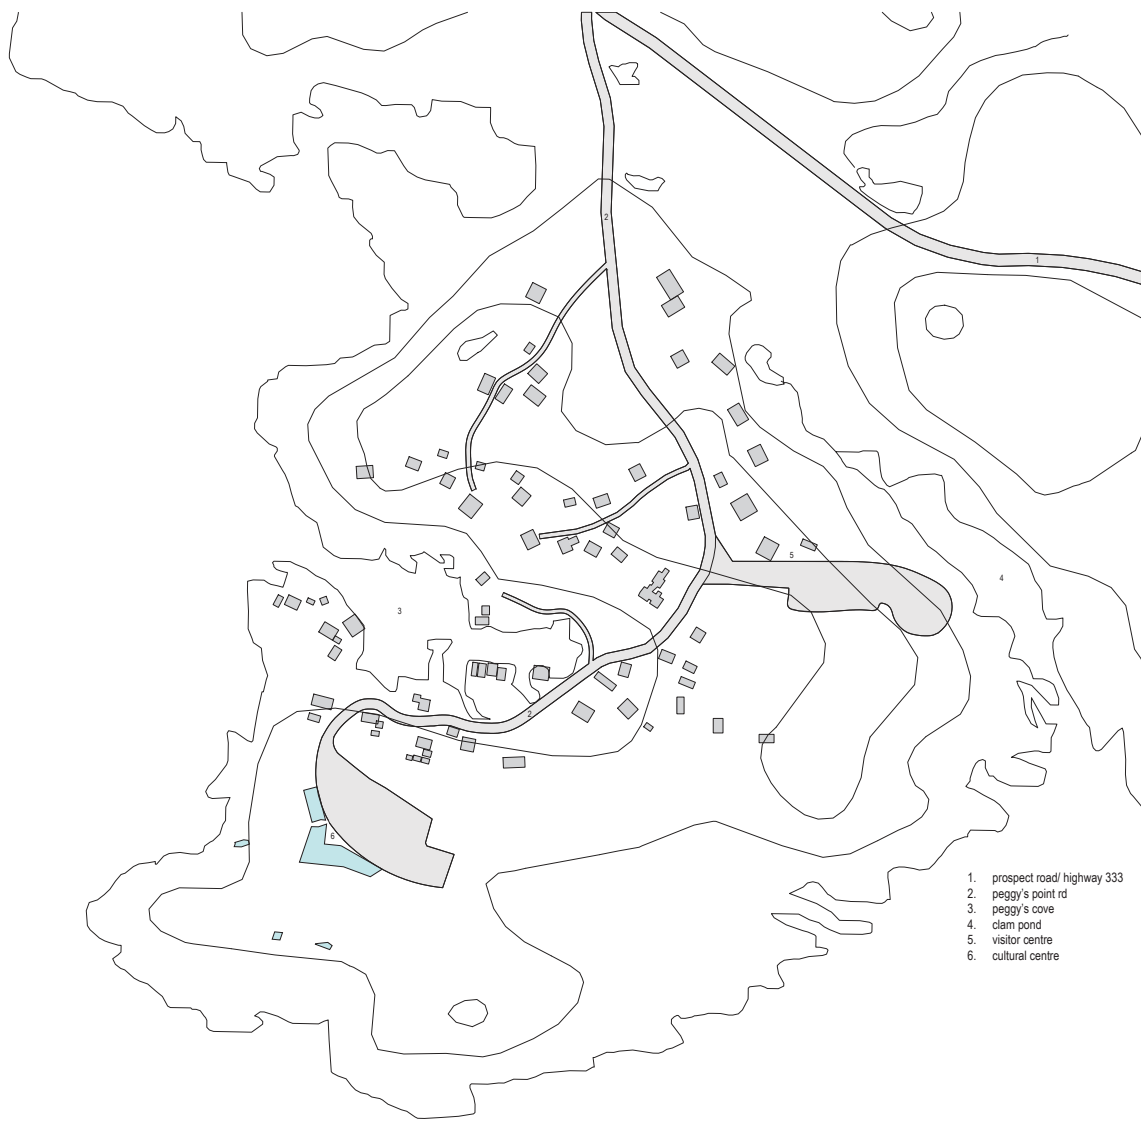 2
1
5
4
3
2
6
1. prospect road/ highway 333
2. peggy's point rd
3. peggy's cove
4. clam pond
5. visitor centre
6. cultural centre